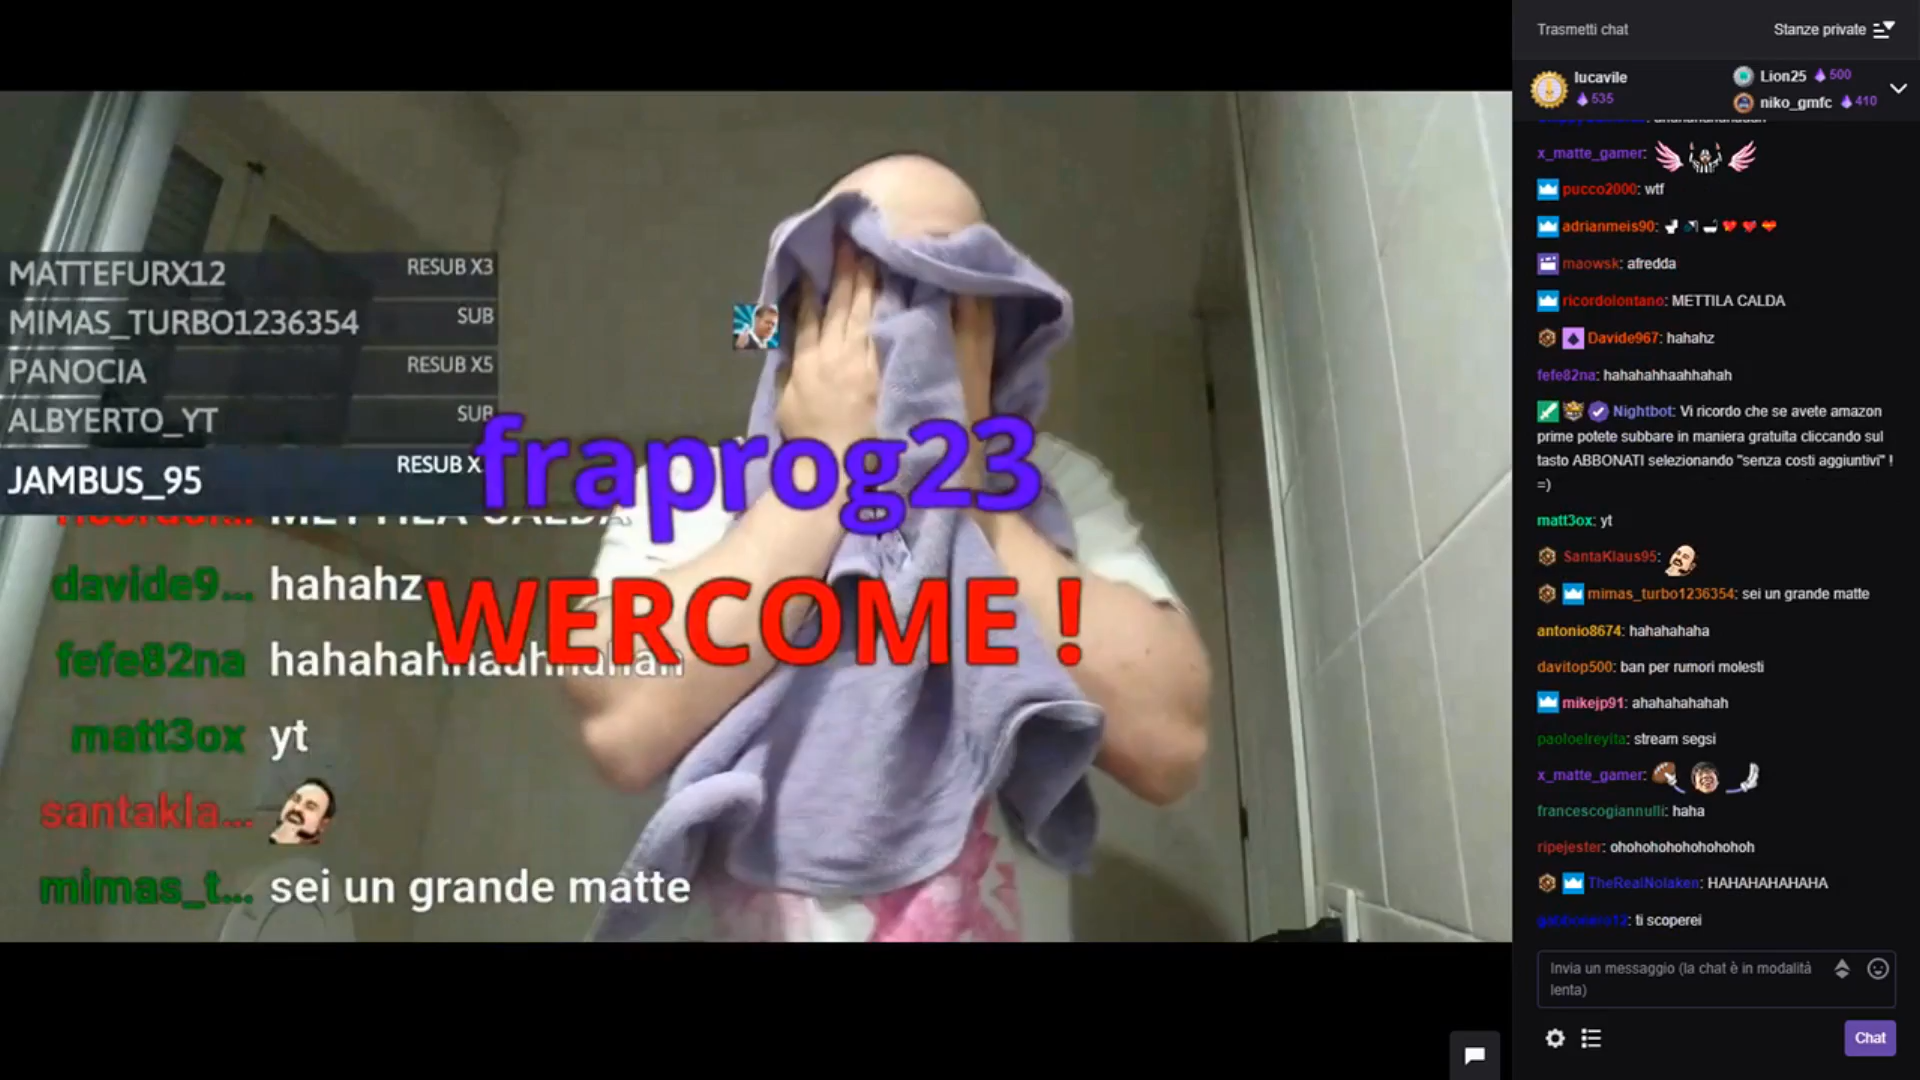 MATTEFURX12 RESUB X3
MIMAS_TURBO1236354 SUB
PANOCIA RESUB X5
ALBYERTO_YT SUB
JAMBUS_95 RESUB X
fraprog23
WERCOME !
METTILA CALDA
davide9... hahahz
fefe82na
matt3ox yt
santakla...
mimas_t... sei un grande matte
Trasmetti chat
Stanze private
lucavile
535
Lion25 500
niko_gmfc 410
x_matte_gamer:
pucco2000: wtf
adrianmeis90:
maowsk: afredda
ricordolontano: METTILA CALDA
Davide967: hahahz
fefe82na: hahahahhaahhahah
Nightbot: Vi ricordo che se avete amazon
prime potete subbare in maniera gratuita cliccando sul
tasto ABBONATI selezionando "senza costi aggiuntivi" !
=)
matt3ox: yt
SantaKlaus95:
mimas_turbo1236354: sei un grande matte
antonio8674: hahahahaha
davitop500: ban per rumori molesti
mikejp91: ahahahahahah
paoloelreyita: stream segsi
x_matte_gamer:
francescogiannulli: haha
ripejester: ohohohohohohohohoh
TheRealNolaken: HAHAHAHAHAHA
ti scoperei
Invia un messaggio (la chat è in modalità
lenta)
Chat